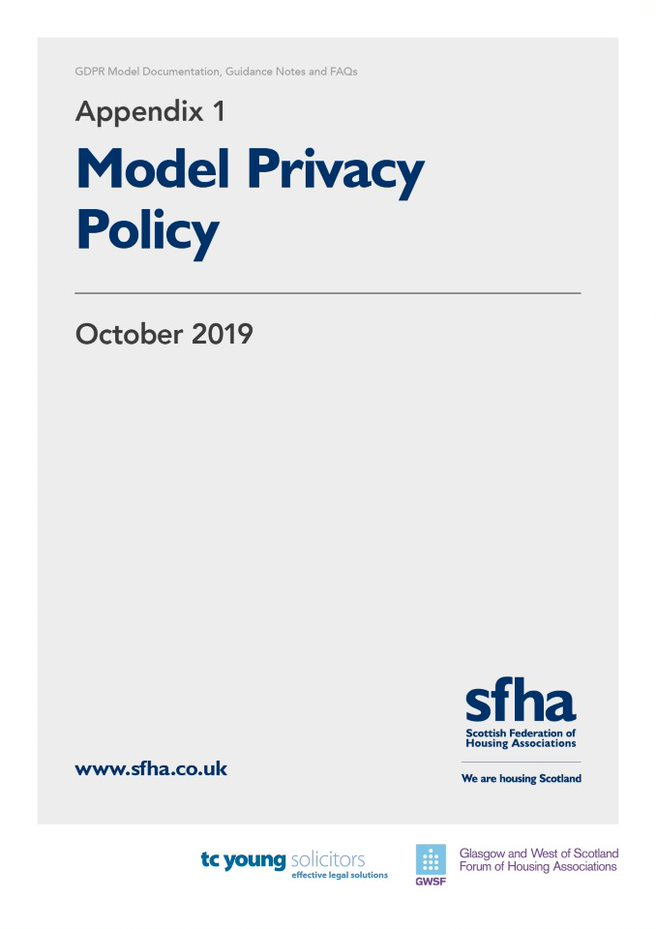 GDPR Model Documentation, Guidance Notes and FAQs
Appendix 1
Model Privacy
Policy
October 2019
sfha
Scottish Federation of
Housing Associations
www.sfha.co.uk
We are housing Scotland
tc young solicitors
effective legal solutions
GWSF
Glasgow and West of Scotland
Forum of Housing Associations